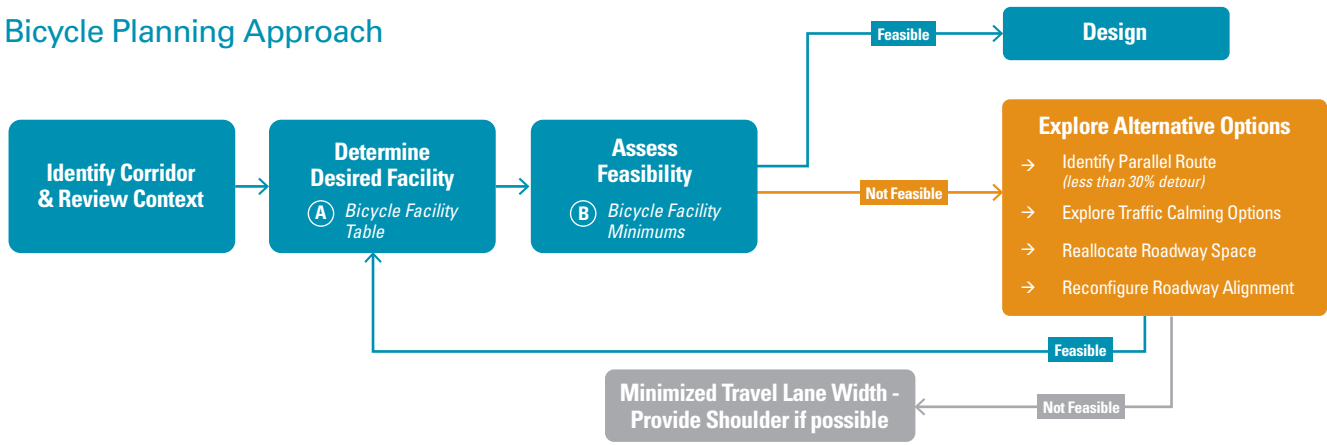 Bicycle Planning Approach
Identify Corridor
& Review Context
Determine
Desired Facility
A Bicycle Facility
Table
Assess
Feasibility
B Bicycle Facility
Minimums
Feasible
Design
Not Feasible
Explore Alternative Options
→ Identify Parallel Route
(less than 30% detour)
→ Explore Traffic Calming Options
→ Reallocate Roadway Space
→ Reconfigure Roadway Alignment
Feasible
Not Feasible
Minimized Travel Lane Width -
Provide Shoulder if possible